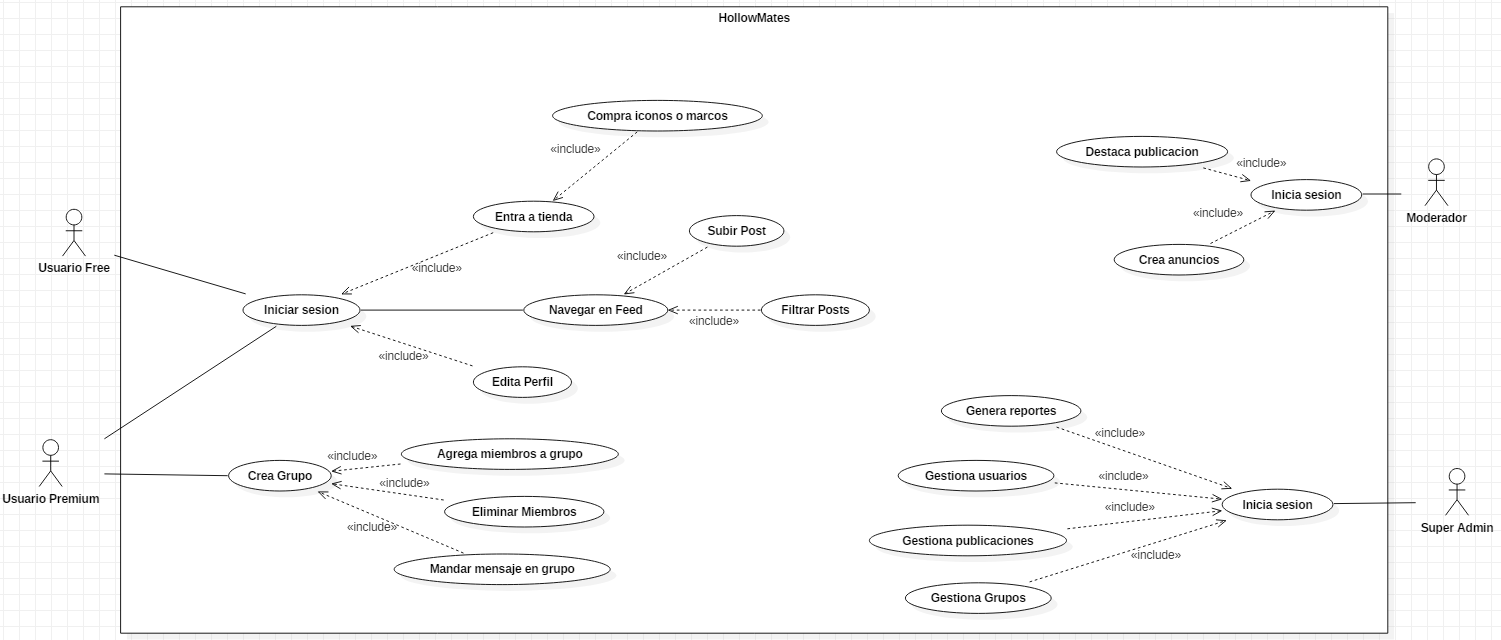 HollowMates
Compra iconos o marcos
«include»
Entra a tienda
«include»
Subir Post
«include»
Usuario Free
Iniciar sesion
Navegar en Feed
Filtrar Posts
«include»
«include»
Edita Perfil
Usuario Premium
Crea Grupo
«include»
Agrega miembros a grupo
«include»
Eliminar Miembros
«include»
Mandar mensaje en grupo
Destaca publicacion
«include»
Inicia sesion
Moderador
«include»
Crea anuncios
Genera reportes
«include»
Gestiona usuarios
«include»
Inicia sesion
Super Admin
«include»
Gestiona publicaciones
«include»
Gestiona Grupos